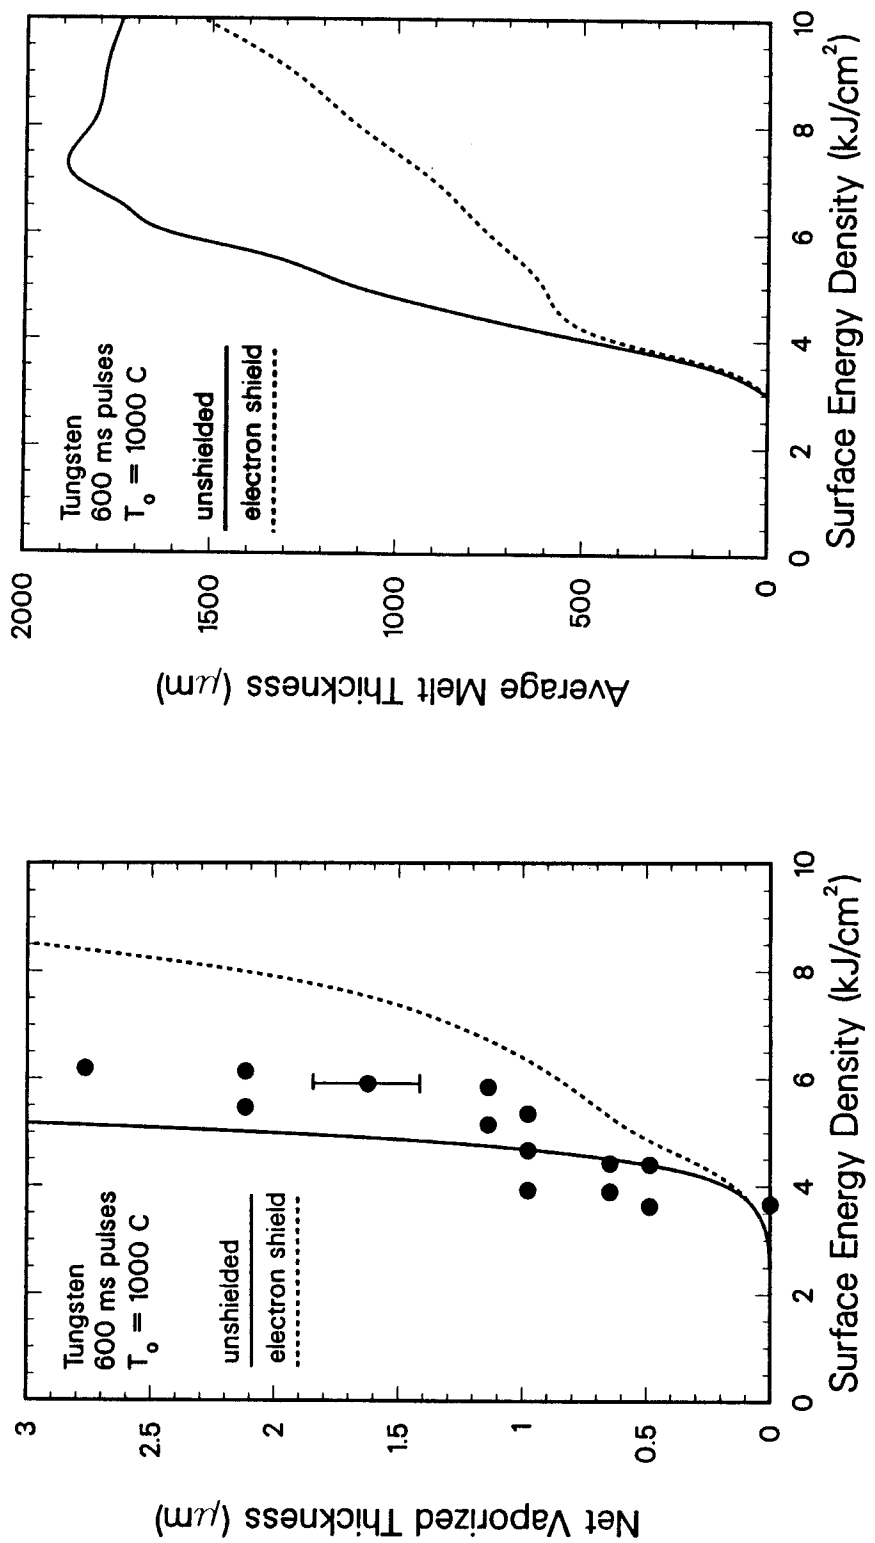 Net Vaporized Thickness (μm)
3
2.5
2
1.5
1
0.5
0
Tungsten
600 ms pulses
To = 1000 C
unshielded
electron shield
0
2
4
6
8
10
Surface Energy Density (kJ/cm²)
Average Melt Thickness (μm)
2000
1500
1000
500
0
Tungsten
600 ms pulses
To = 1000 C
unshielded
electron shield
0
2
4
6
8
10
Surface Energy Density (kJ/cm²)